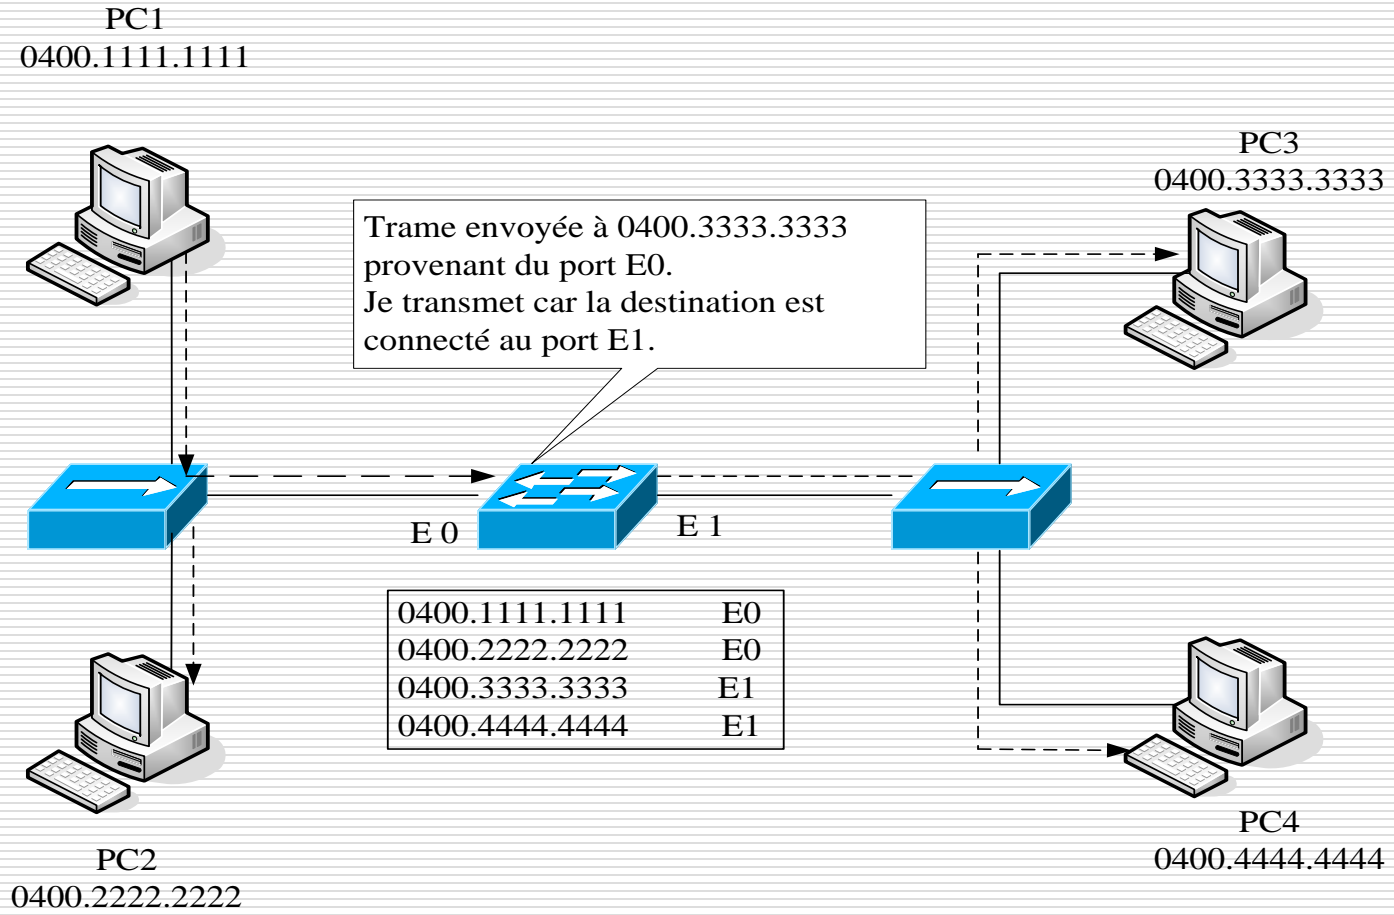 PC1
0400.1111.1111
PC3
0400.3333.3333
Trame envoyée à 0400.3333.3333
provenant du port E0.
Je transmet car la destination est
connecté au port E1.
E 0
E 1
0400.1111.1111 E0
0400.2222.2222 E0
0400.3333.3333 E1
0400.4444.4444 E1
PC4
0400.4444.4444
PC2
0400.2222.2222